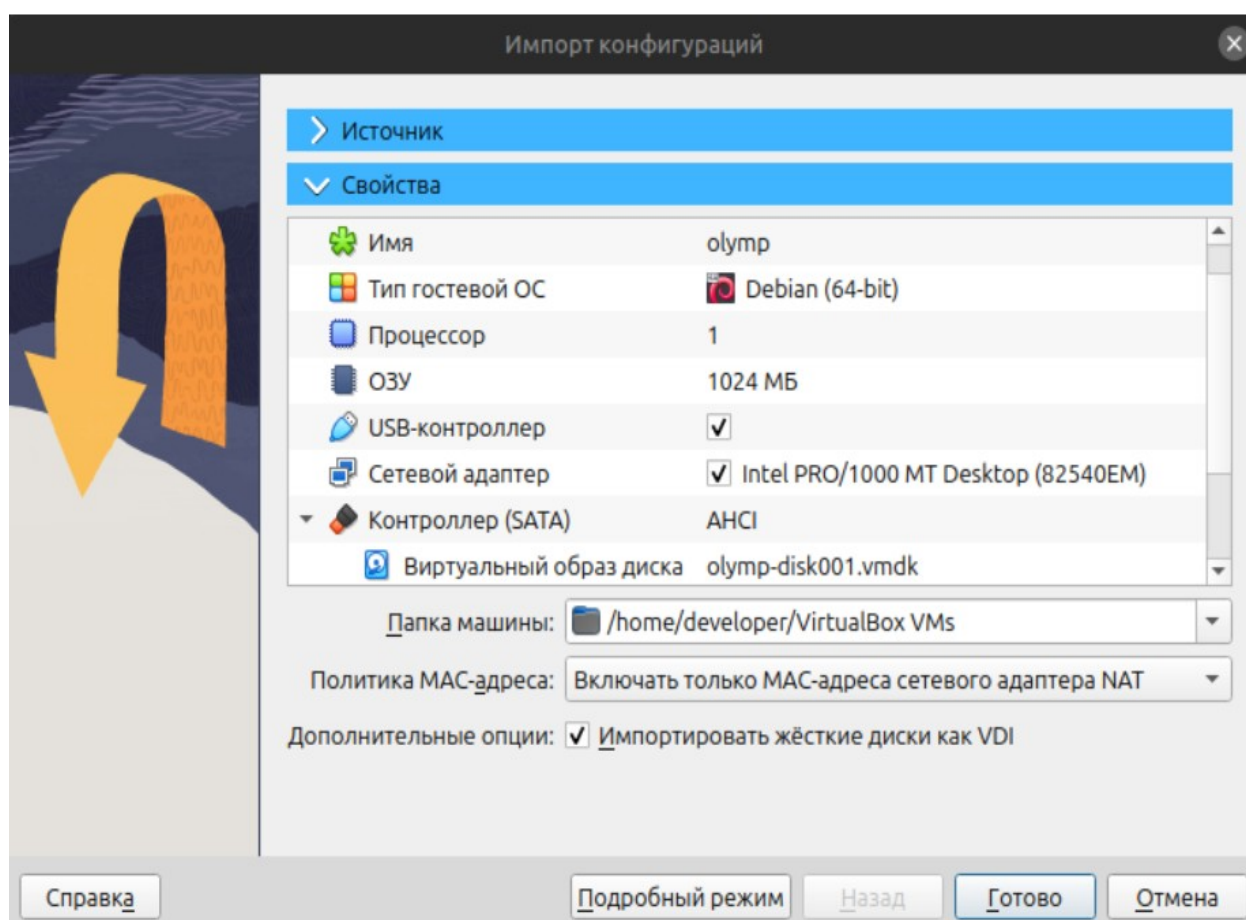 Импорт конфигураций
Источник
Свойства
Имя olymp
Тип гостевой ОС Debian (64-bit)
Процессор 1
ОЗУ 1024 МБ
USB-контроллер
Сетевой адаптер Intel PRO/1000 MT Desktop (82540EM)
Контроллер (SATA) AHCI
Виртуальный образ диска olymp-disk001.vmdk
Папка машины: /home/developer/VirtualBox VMs
Политика MAC-адреса: Включать только MAC-адреса сетевого адаптера NAT
Дополнительные опции: Импортировать жёсткие диски как VDI
Справка Подробный режим Назад Готово Отмена